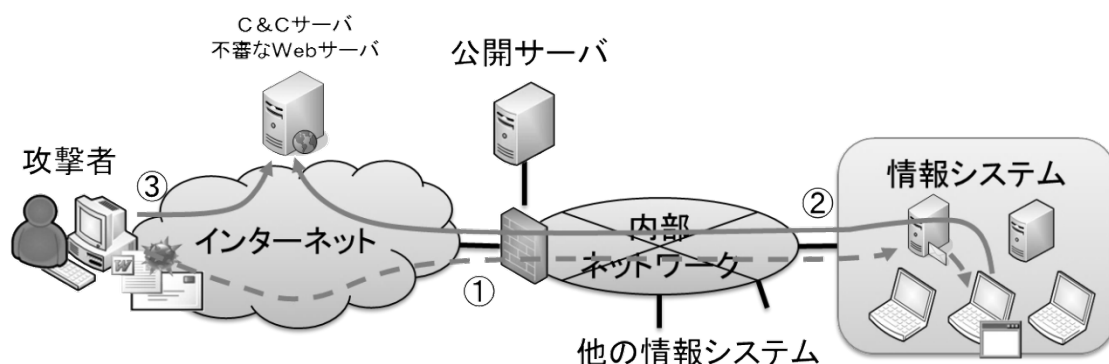 C&Cサーバ
不審なWebサーバ
公開サーバ
攻撃者
③
情報システム
②
内部
インターネット
ネットワーク
①
W
他の情報システム